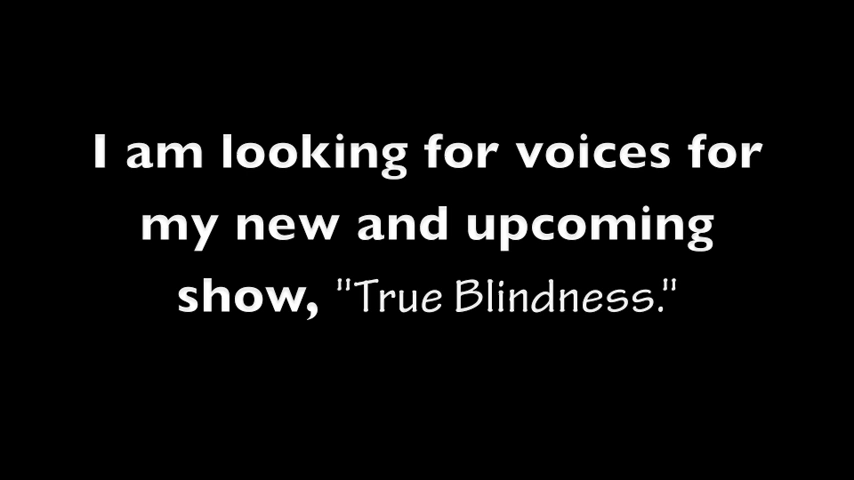 I am looking for voices for
my new and upcoming
show, "True Blindness."